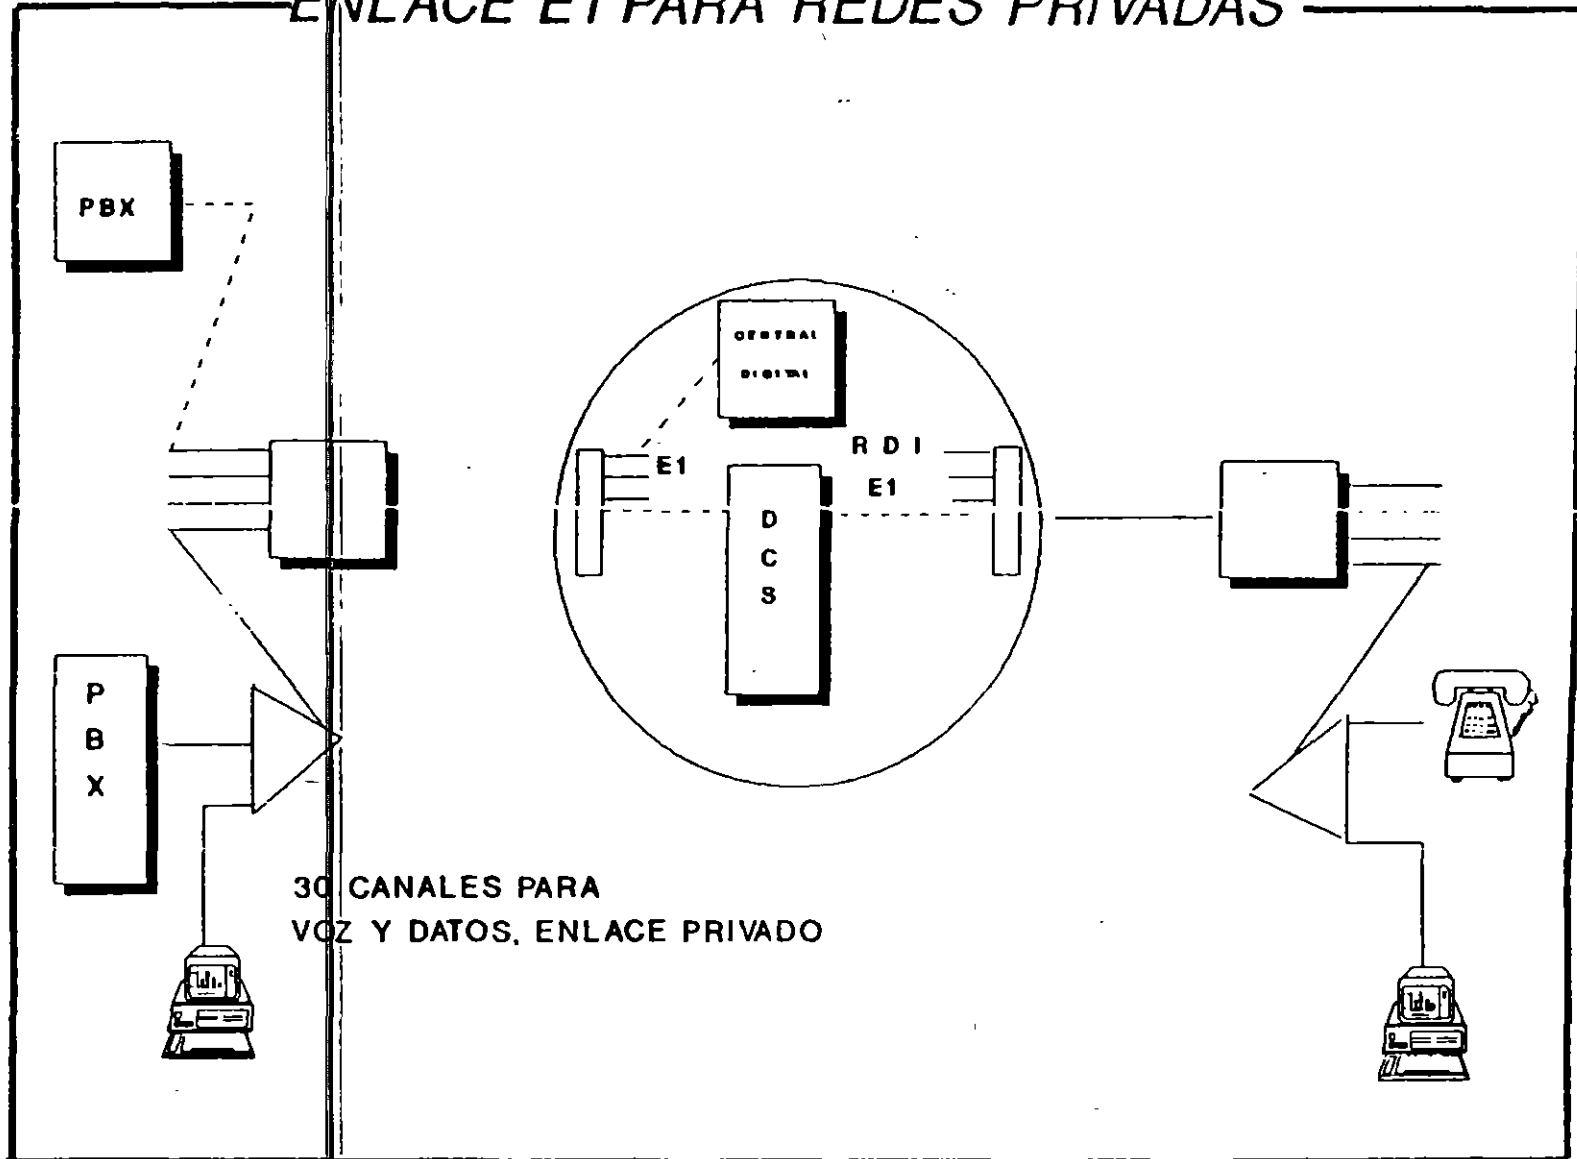 ENLACE E1 PARA REDES PRIVADAS
PBX
CENTRAL
DIGITAL
R D I
E1
E1
D
C
S
P
B
X
30 CANALES PARA
VOZ Y DATOS, ENLACE PRIVADO